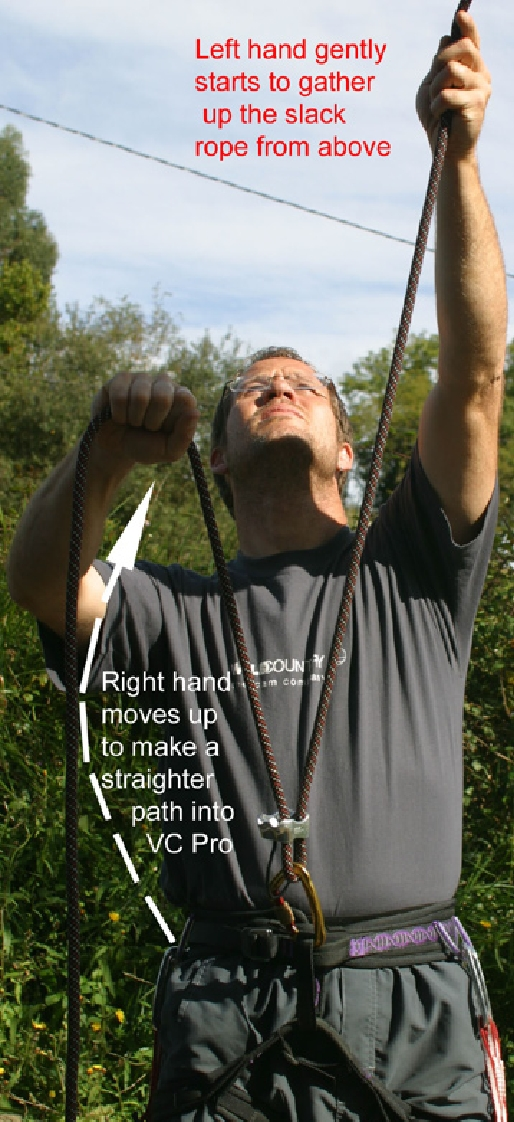 Left hand gently
starts to gather
up the slack
rope from above
Right hand
moves up
to make a
straighter
path into
VC Pro